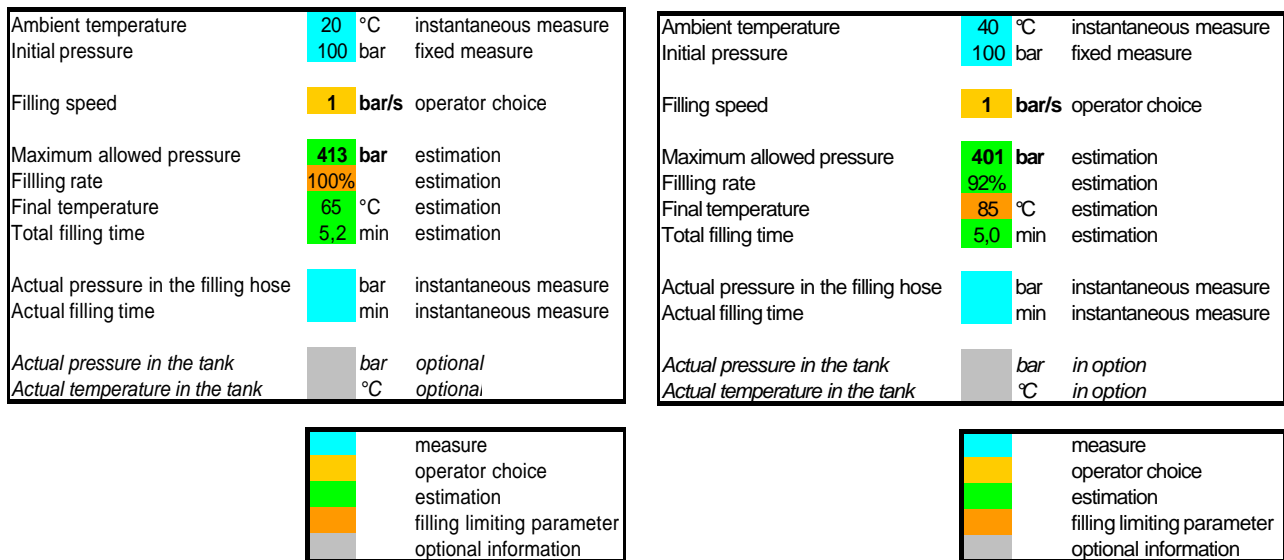 Ambient temperature 20 °C instantaneous measure
Initial pressure 100 bar fixed measure
Filling speed 1 bar/s operator choice
Maximum allowed pressure 413 bar estimation
Fillling rate 100% estimation
Final temperature 65 °C estimation
Total filling time 5,2 min estimation
Actual pressure in the filling hose bar instantaneous measure
Actual filling time min instantaneous measure
Actual pressure in the tank bar optional
Actual temperature in the tank °C optional
measure
operator choice
estimation
filling limiting parameter
optional information
Ambient temperature 40 °C instantaneous measure
Initial pressure 100 bar fixed measure
Filling speed 1 bar/s operator choice
Maximum allowed pressure 401 bar estimation
Fillling rate 92% estimation
Final temperature 85 °C estimation
Total filling time 5,0 min estimation
Actual pressure in the filling hose bar instantaneous measure
Actual filling time min instantaneous measure
Actual pressure in the tank bar in option
Actual temperature in the tank °C in option
measure
operator choice
estimation
filling limiting parameter
optional information